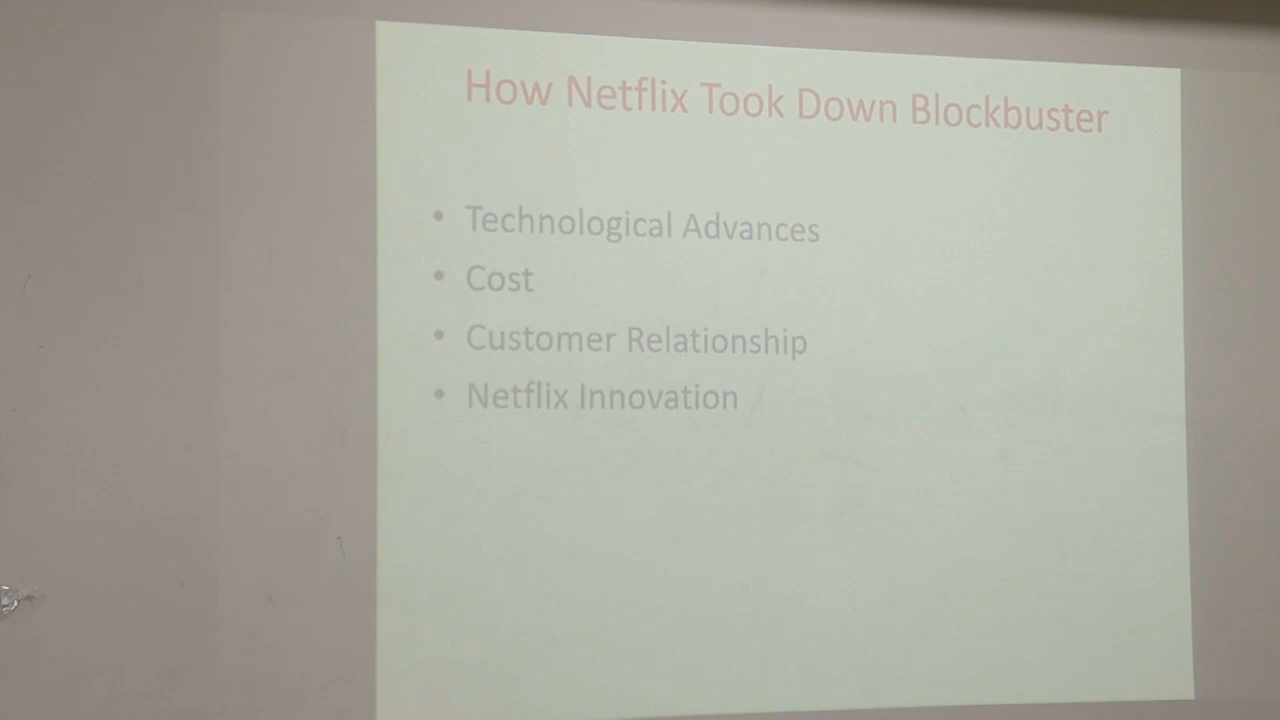 How Netflix Took Down Blockbuster
• Technological Advances
• Cost
• Customer Relationship
• Netflix Innovation